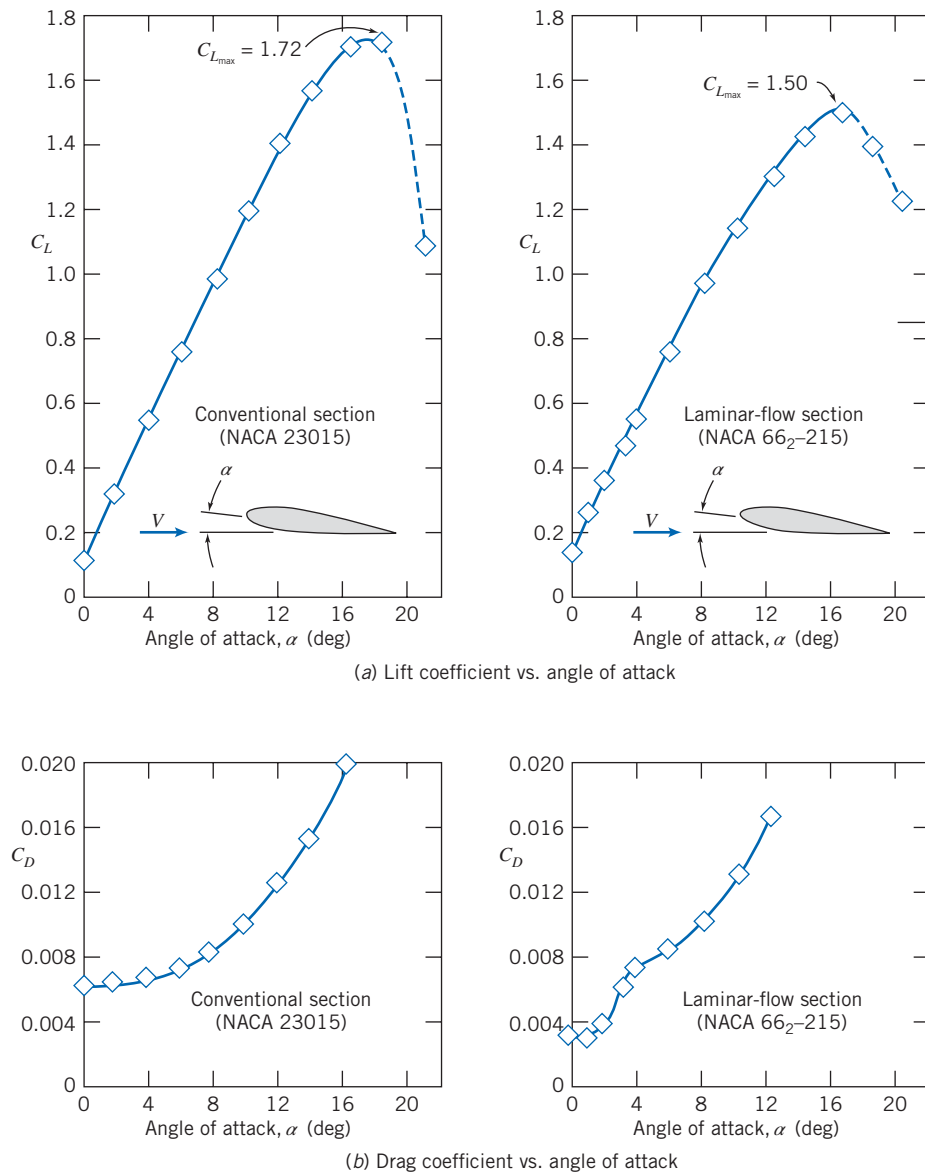 1.8
1.6
1.4
1.2
C_L
1.0
0.8
0.6
0.4
0.2
0
C_Lmax = 1.72
Conventional section
(NACA 23015)
α
V
0 4 8 12 16 20
Angle of attack, α (deg)
1.8
1.6
1.4
1.2
C_L
1.0
0.8
0.6
0.4
0.2
0
C_Lmax = 1.50
Laminar-flow section
(NACA 66₂–215)
α
V
0 4 8 12 16 20
Angle of attack, α (deg)
(a) Lift coefficient vs. angle of attack
0.020
0.016
C_D
0.012
0.008
0.004
0
Conventional section
(NACA 23015)
0 4 8 12 16 20
Angle of attack, α (deg)
0.020
0.016
C_D
0.012
0.008
0.004
0
Laminar-flow section
(NACA 66₂–215)
0 4 8 12 16 20
Angle of attack, α (deg)
(b) Drag coefficient vs. angle of attack